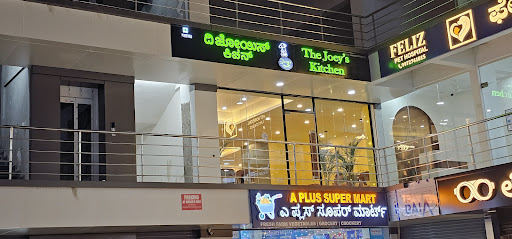 ದಿ ಜೋಯಿಸ್
ಕಿಚನ್
The Joey's
Kitchen
FELIZ
PET HOSPITAL
A PLUS SUPER MART
ಎ ಪ್ಲಸ್ ಸೂಪರ್ ಮಾರ್ಟ್
FRESH FARM VEGETABLES | GROCERY | CROCKERY